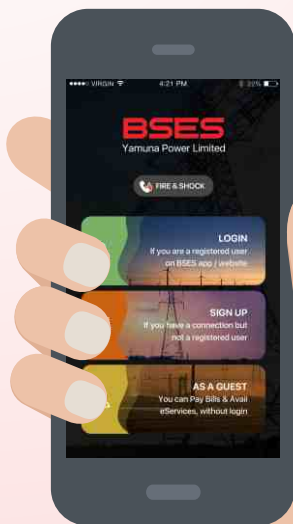 VIRGIN 4:21 PM 22%
BSES
Yamuna Power Limited
FIRE & SHOCK
LOGIN
If you are a registered user
on BSES app / website
SIGN UP
If you have a connection but
not a registered user
AS A GUEST
You can Pay Bills & Avail
eServices, without login